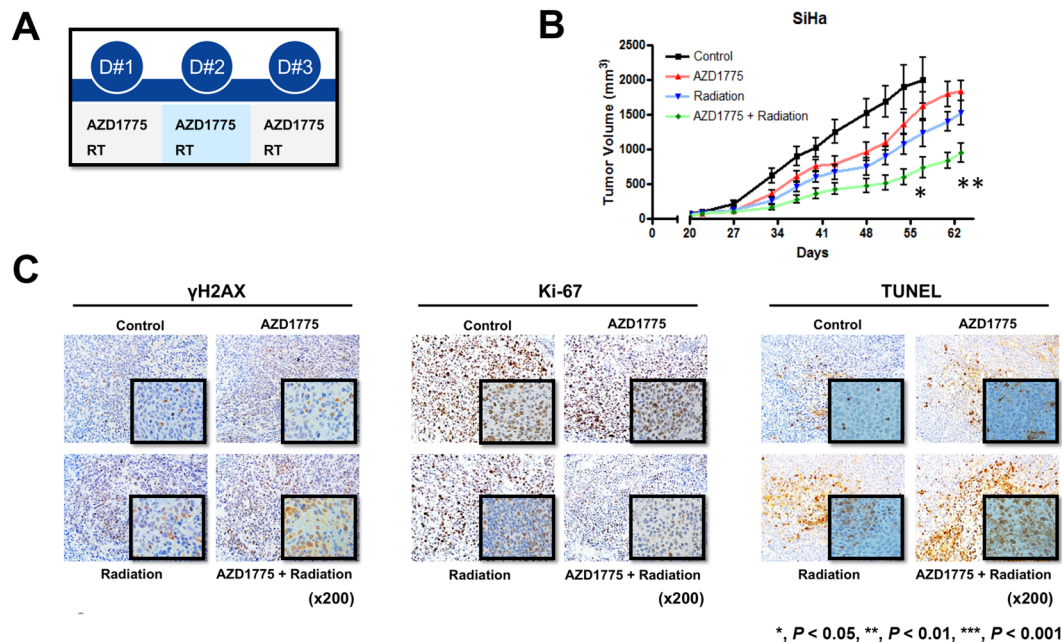 A
D#1 D#2 D#3
AZD1775 AZD1775 AZD1775
RT RT RT
B
SiHa
Tumor Volume (mm3)
2500
2000
1500
1000
500
0
Control
AZD1775
Radiation
AZD1775 + Radiation
*
**
0 20 27 34 41 48 55 62
Days
C
γH2AX
Control AZD1775
Radiation AZD1775 + Radiation
(x200)
Ki-67
Control AZD1775
Radiation AZD1775 + Radiation
(x200)
TUNEL
Control AZD1775
Radiation AZD1775 + Radiation
(x200)
*, P < 0.05, **, P < 0.01, ***, P < 0.001